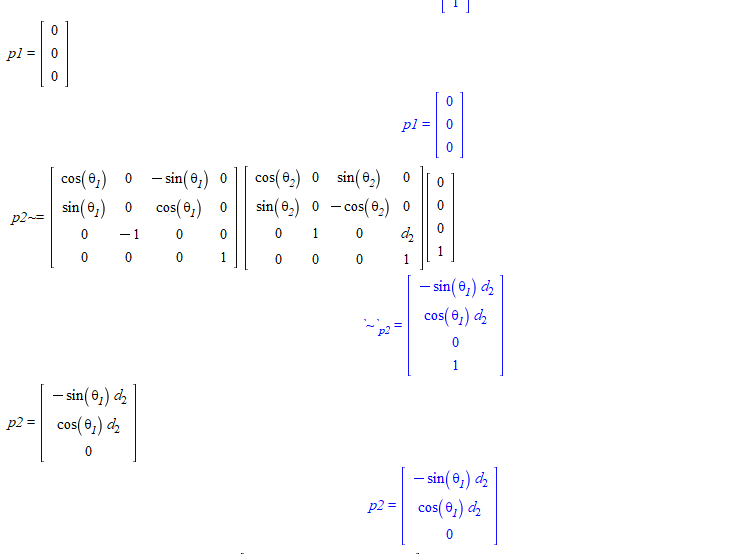 1
p1 = [0
0
0]
p1 = [0
0
0]
p2~= [cos(θ₁) 0 −sin(θ₁) 0
sin(θ₁) 0 cos(θ₁) 0
0 −1 0 0
0 0 0 1] [cos(θ₂) 0 sin(θ₂) 0
sin(θ₂) 0 −cos(θ₂) 0
0 1 0 d₂
0 0 0 1] [0
0
0
1]
`~`p2 = [−sin(θ₁) d₂
cos(θ₁) d₂
0
1]
p2 = [−sin(θ₁) d₂
cos(θ₁) d₂
0]
p2 = [−sin(θ₁) d₂
cos(θ₁) d₂
0]